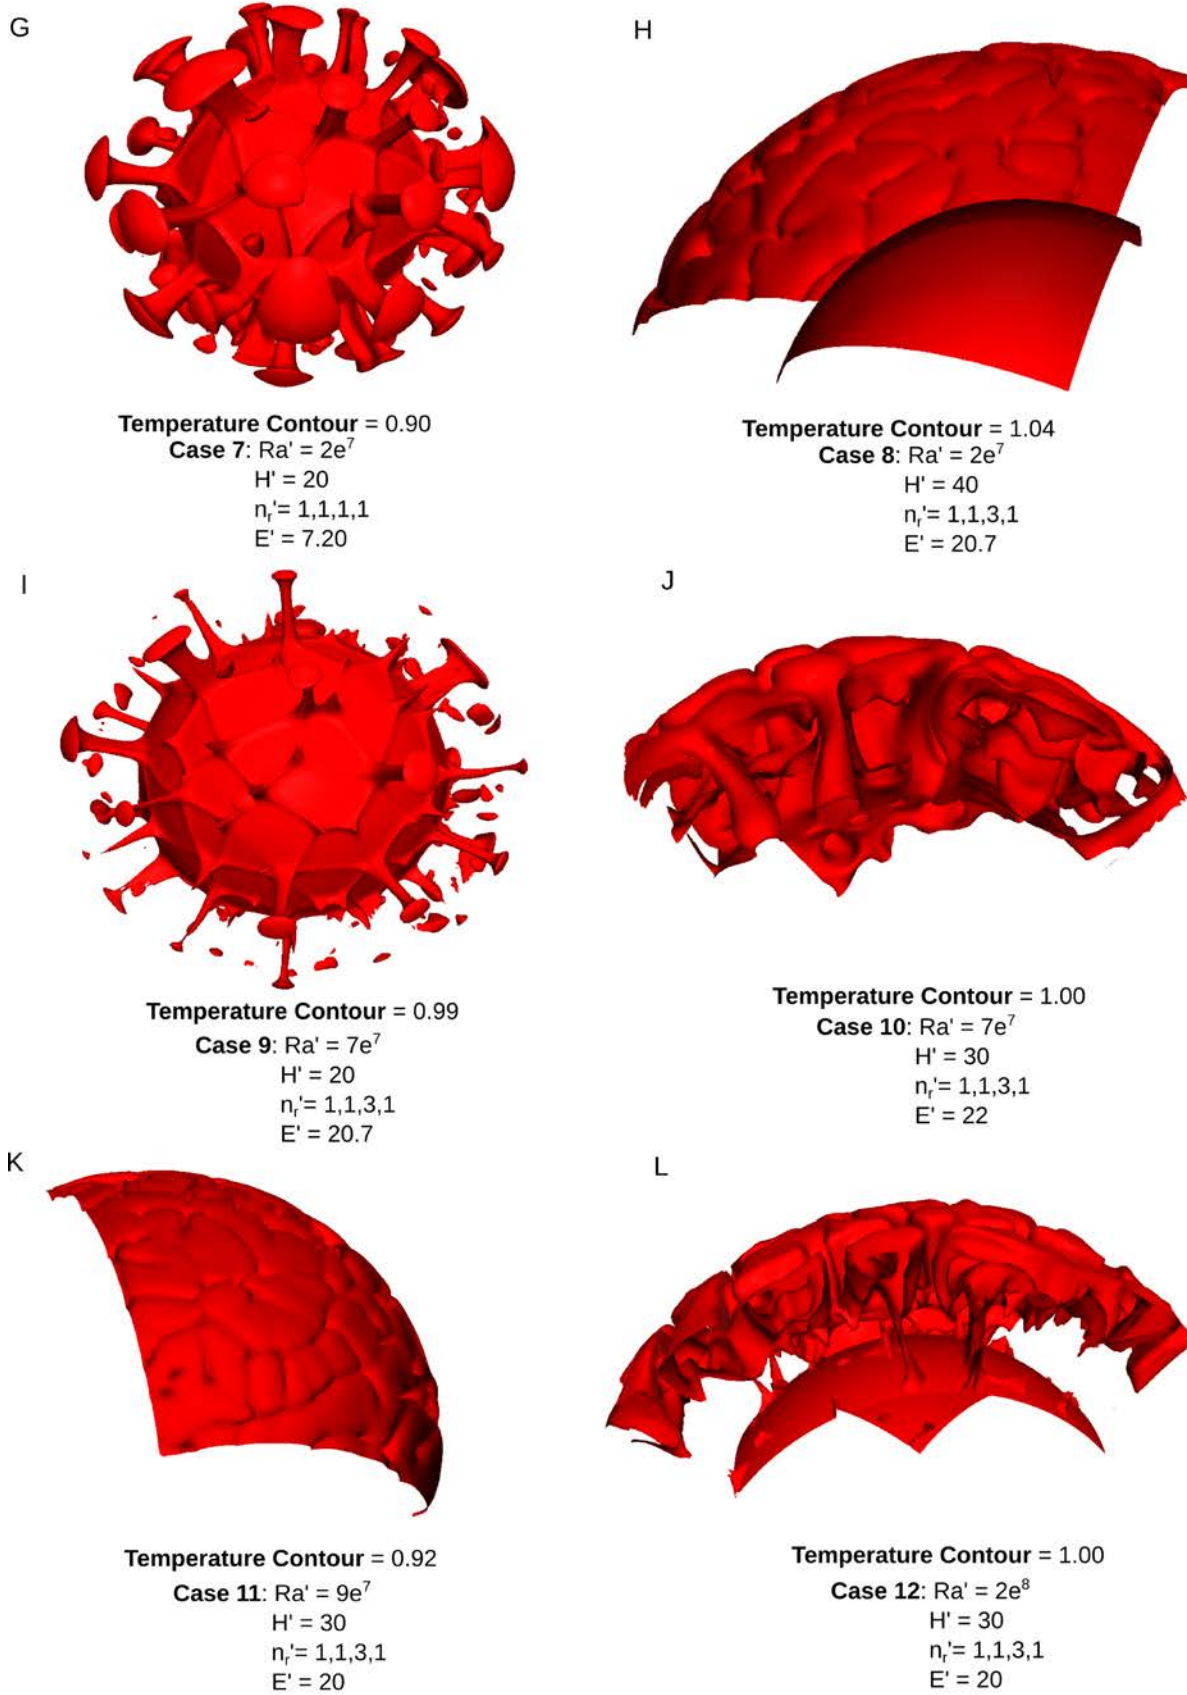 G
H
Temperature Contour = 0.90
Case 7: Ra' = 2e⁷
H' = 20
nᵣ'= 1,1,1,1
E' = 7.20
Temperature Contour = 1.04
Case 8: Ra' = 2e⁷
H' = 40
nᵣ'= 1,1,3,1
E' = 20.7
I
J
Temperature Contour = 0.99
Case 9: Ra' = 7e⁷
H' = 20
nᵣ'= 1,1,3,1
E' = 20.7
Temperature Contour = 1.00
Case 10: Ra' = 7e⁷
H' = 30
nᵣ'= 1,1,3,1
E' = 22
K
L
Temperature Contour = 0.92
Case 11: Ra' = 9e⁷
H' = 30
nᵣ'= 1,1,3,1
E' = 20
Temperature Contour = 1.00
Case 12: Ra' = 2e⁸
H' = 30
nᵣ'= 1,1,3,1
E' = 20